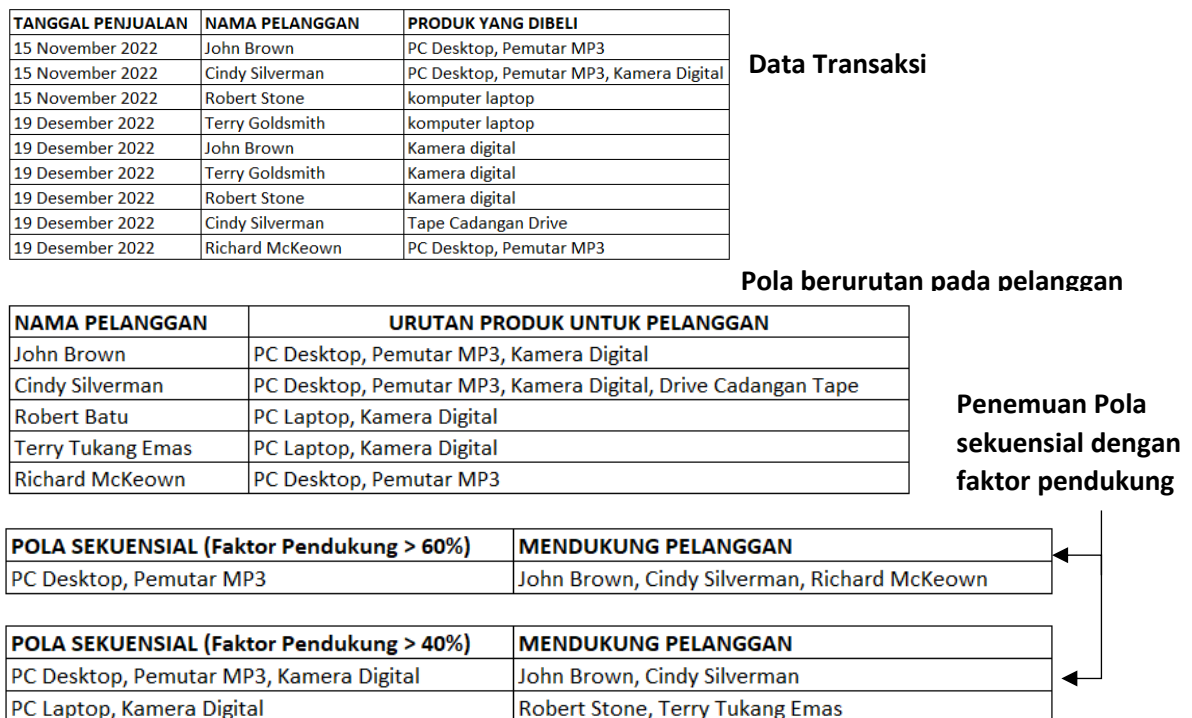 TANGGAL PENJUALAN NAMA PELANGGAN PRODUK YANG DIBELI
15 November 2022 John Brown PC Desktop, Pemutar MP3
15 November 2022 Cindy Silverman PC Desktop, Pemutar MP3, Kamera Digital
15 November 2022 Robert Stone komputer laptop
19 Desember 2022 Terry Goldsmith komputer laptop
19 Desember 2022 John Brown Kamera digital
19 Desember 2022 Terry Goldsmith Kamera digital
19 Desember 2022 Robert Stone Kamera digital
19 Desember 2022 Cindy Silverman Tape Cadangan Drive
19 Desember 2022 Richard McKeown PC Desktop, Pemutar MP3
Data Transaksi
Pola berurutan pada pelanggan
NAMA PELANGGAN URUTAN PRODUK UNTUK PELANGGAN
John Brown PC Desktop, Pemutar MP3, Kamera Digital
Cindy Silverman PC Desktop, Pemutar MP3, Kamera Digital, Drive Cadangan Tape
Robert Batu PC Laptop, Kamera Digital
Terry Tukang Emas PC Laptop, Kamera Digital
Richard McKeown PC Desktop, Pemutar MP3
Penemuan Pola
sekuensial dengan
faktor pendukung
POLA SEKUENSIAL (Faktor Pendukung > 60%) MENDUKUNG PELANGGAN
PC Desktop, Pemutar MP3 John Brown, Cindy Silverman, Richard McKeown
POLA SEKUENSIAL (Faktor Pendukung > 40%) MENDUKUNG PELANGGAN
PC Desktop, Pemutar MP3, Kamera Digital John Brown, Cindy Silverman
PC Laptop, Kamera Digital Robert Stone, Terry Tukang Emas